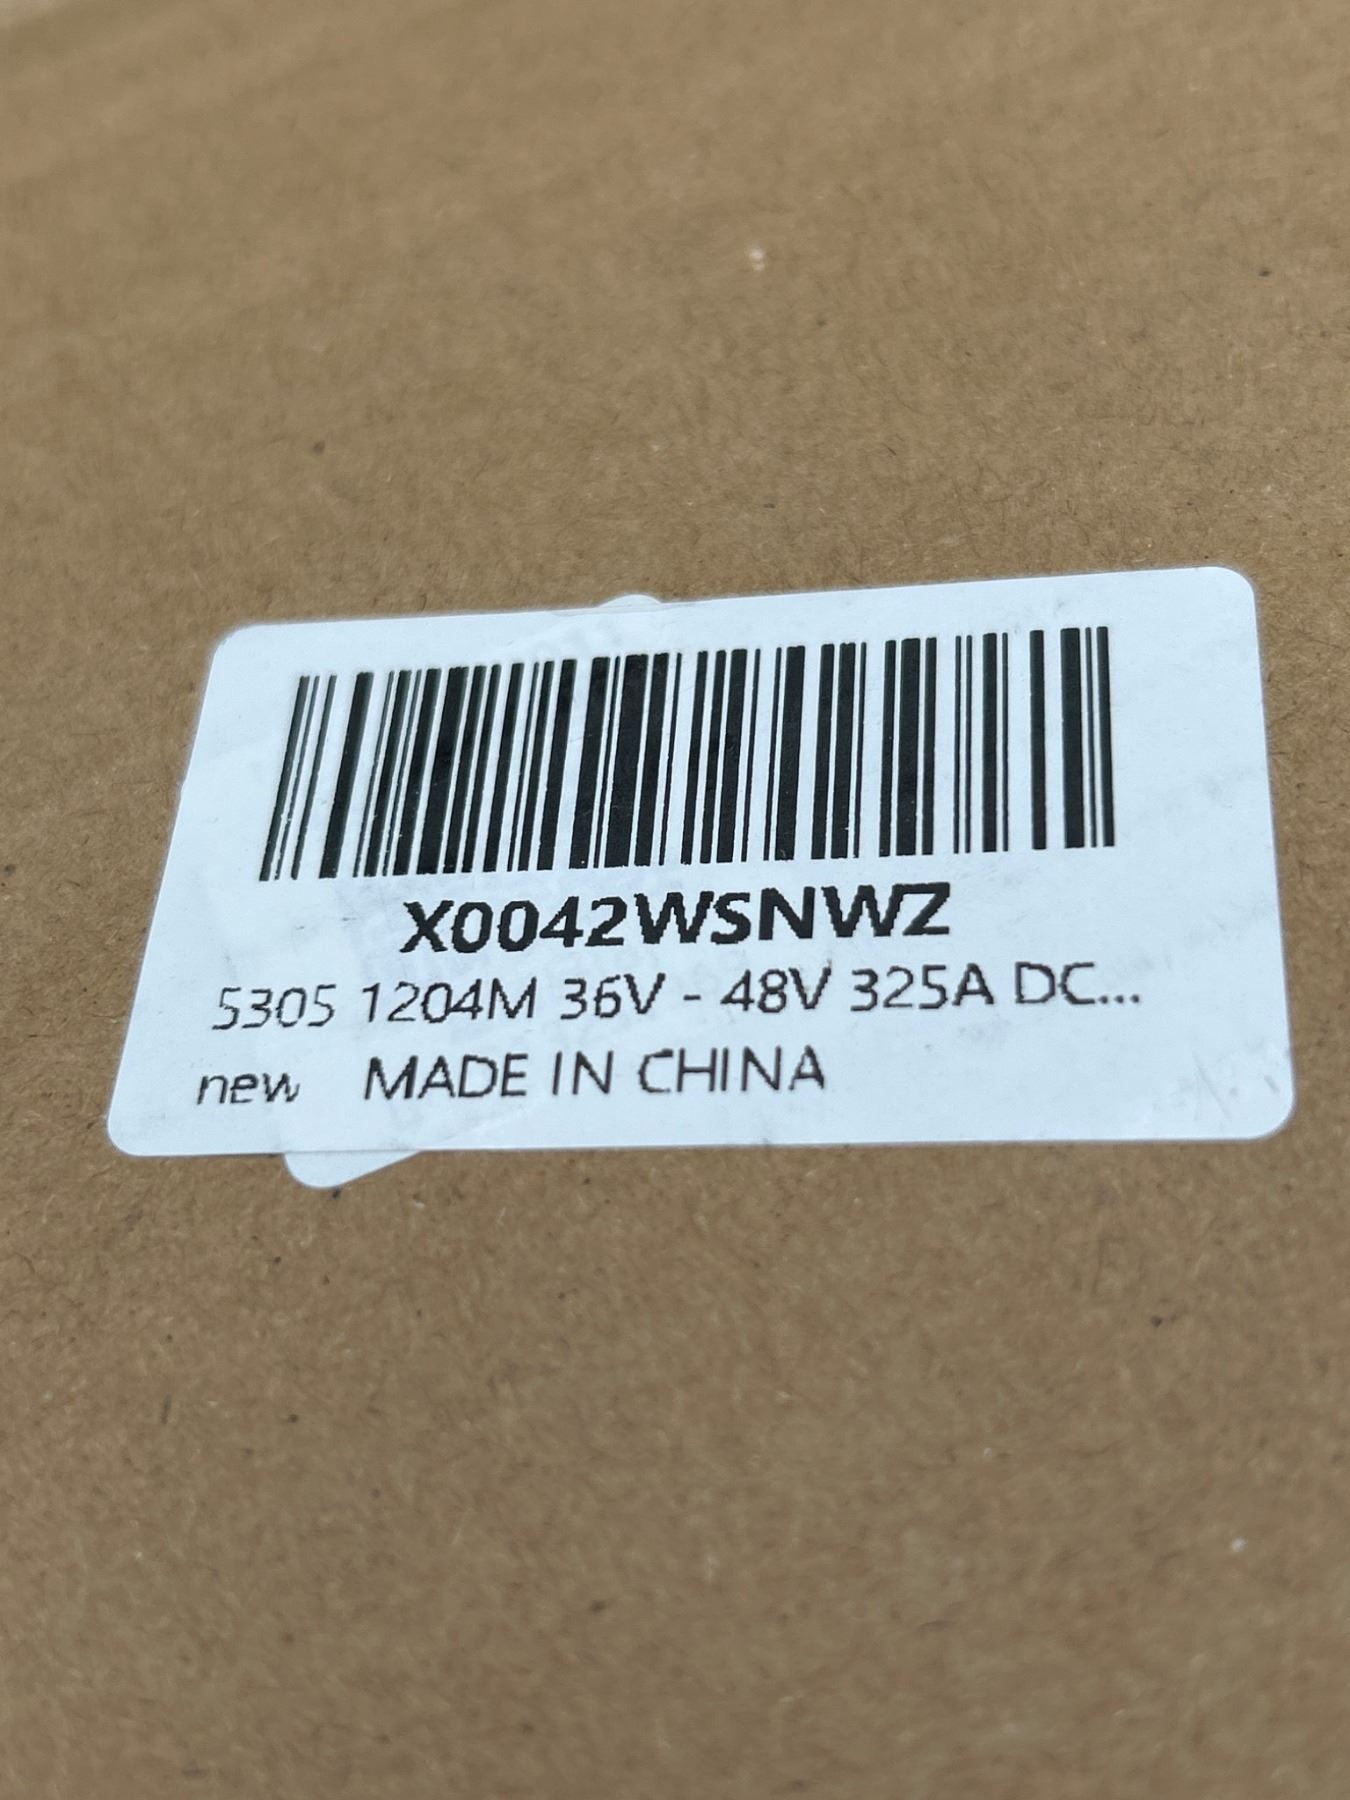 X0042WSNWZ
5305 1204M 36V - 48V 325A DC...
new MADE IN CHINA